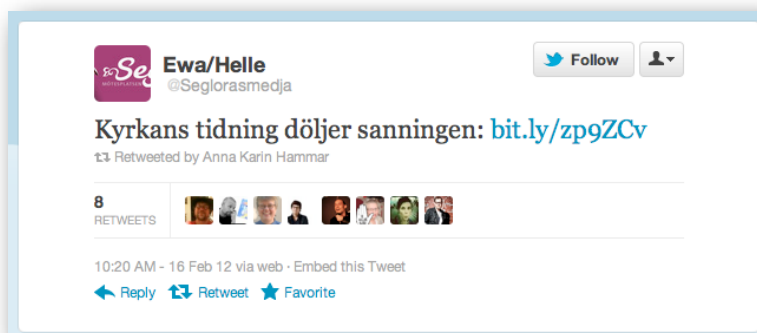 Ewa/Helle
@Seglorasmedja
Follow
Kyrkans tidning döljer sanningen: bit.ly/zp9ZCv
Retweeted by Anna Karin Hammar
8
RETWEETS
10:20 AM - 16 Feb 12 via web · Embed this Tweet
Reply Retweet Favorite